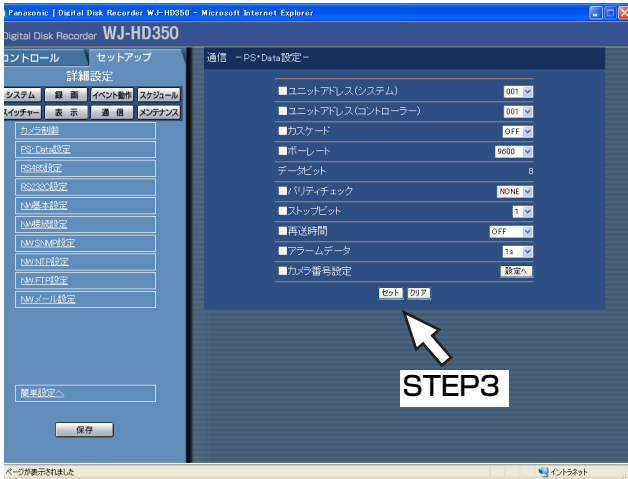 Panasonic | Digital Disk Recorder WJ-HD350 - Microsoft Internet Explorer
Digital Disk Recorder WJ-HD350
コントロール セットアップ
詳細設定
システム 録 画 イベント動作 スケジュール
スイッチャー 表 示 通 信 メンテナンス
カメラ制御
PS･Data設定
RS485設定
RS232C設定
NW基本設定
NW接続設定
NW SNMP設定
NW NTP設定
NW FTP設定
NWメール設定
簡単設定へ
保存
通信 －PS･Data設定－
■ユニットアドレス(システム) 001
■ユニットアドレス(コントローラー) 001
■カスケード OFF
■ボーレート 9600
データビット 8
■パリティチェック NONE
■ストップビット 1
■再送時間 OFF
■アラームデータ 1s
■カメラ番号設定 設定へ
セット クリア
STEP3
ページが表示されました イントラネット